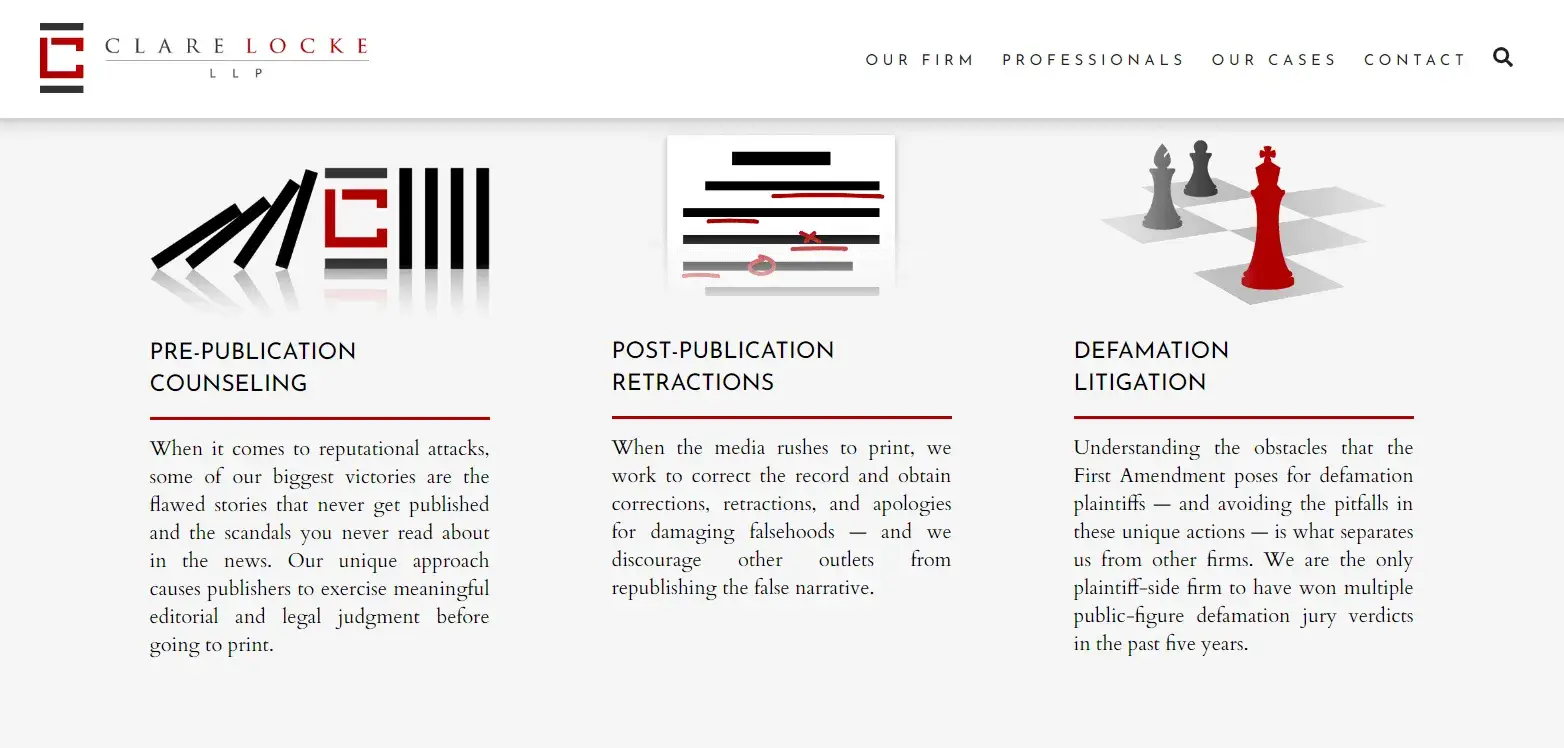 CLARE LOCKE
LLP
OUR FIRM PROFESSIONALS OUR CASES CONTACT
PRE-PUBLICATION
COUNSELING
When it comes to reputational attacks,
some of our biggest victories are the
flawed stories that never get published
and the scandals you never read about
in the news. Our unique approach
causes publishers to exercise meaningful
editorial and legal judgment before
going to print.
POST-PUBLICATION
RETRACTIONS
When the media rushes to print, we
work to correct the record and obtain
corrections, retractions, and apologies
for damaging falsehoods — and we
discourage other outlets from
republishing the false narrative.
DEFAMATION
LITIGATION
Understanding the obstacles that the
First Amendment poses for defamation
plaintiffs — and avoiding the pitfalls in
these unique actions — is what separates
us from other firms. We are the only
plaintiff-side firm to have won multiple
public-figure defamation jury verdicts
in the past five years.